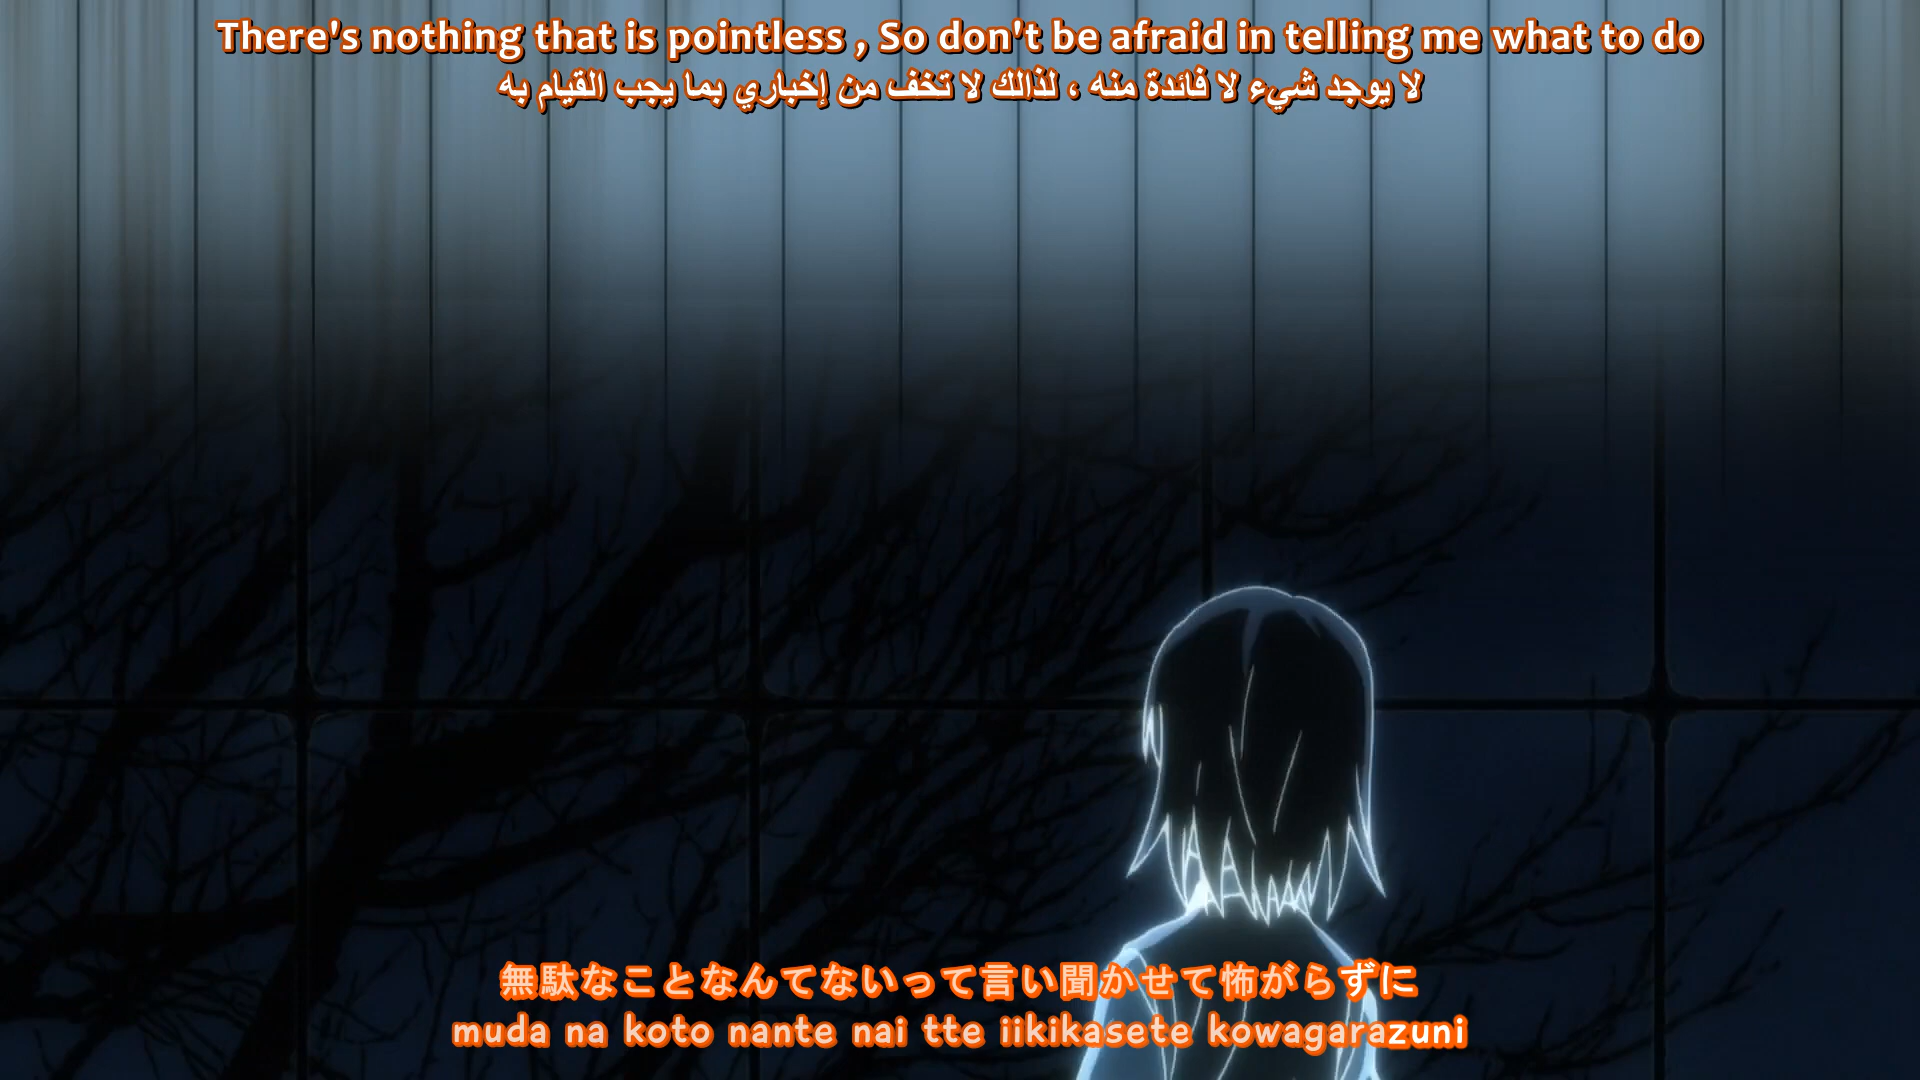 There's nothing that is pointless , So don't be afraid in telling me what to do
لا يوجد شيء لا فائدة منه ، لذالك لا تخف من إخباري بما يجب القيام به
無駄なことなんてないって言い聞かせて怖がらずに
muda na koto nante nai tte iikikasete kowagarazuni